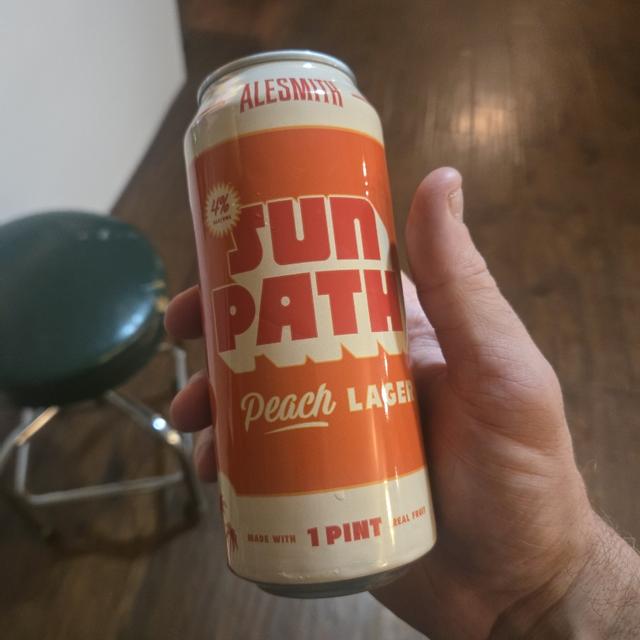 ALESMITH
4%
SUN
PATH
Peach LAGER
MADE WITH 1 PINT REAL FRUIT